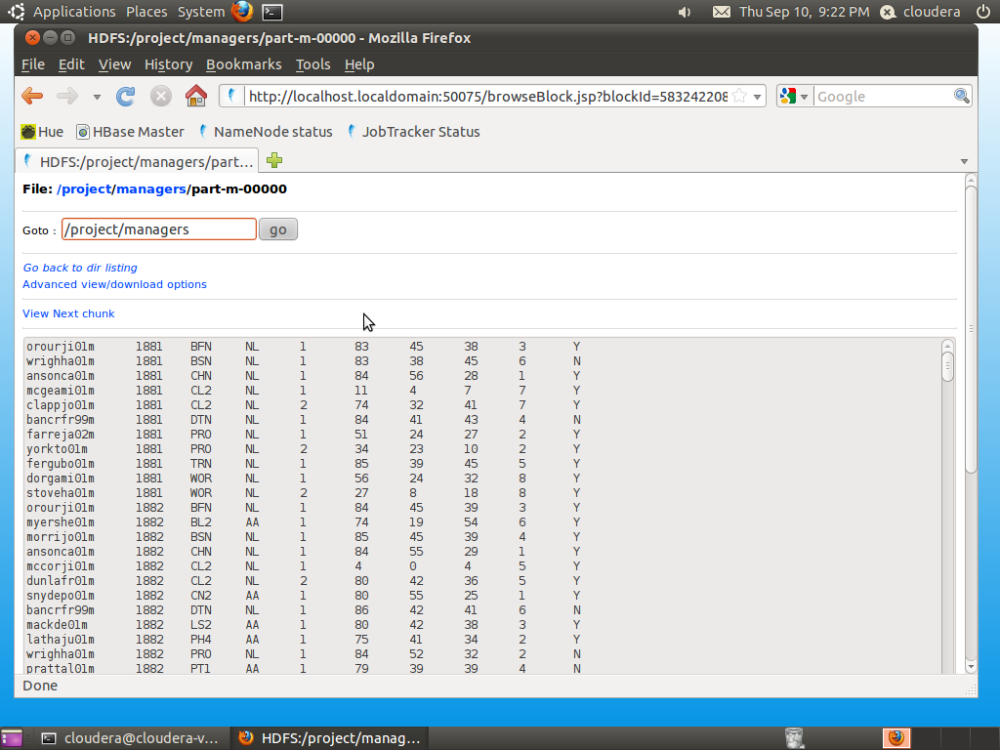 Applications Places System Thu Sep 10, 9:22 PM cloudera
HDFS:/project/managers/part-m-00000 - Mozilla Firefox
File Edit View History Bookmarks Tools Help
http://localhost.localdomain:50075/browseBlock.jsp?blockId=583242208 Google
Hue HBase Master NameNode status JobTracker Status
HDFS:/project/managers/part...
File: /project/managers/part-m-00000
Goto : /project/managers go
Go back to dir listing
Advanced view/download options
View Next chunk
orourji01m 1881 BFN NL 1 83 45 38 3 Y
wrighha01m 1881 BSN NL 1 83 38 45 6 N
ansonca01m 1881 CHN NL 1 84 56 28 1 Y
mcgeami01m 1881 CL2 NL 1 11 4 7 7 Y
clappjo01m 1881 CL2 NL 2 74 32 41 7 Y
bancrfr99m 1881 DTN NL 1 84 41 43 4 N
farreja02m 1881 PRO NL 1 51 24 27 2 Y
yorkto01m 1881 PRO NL 2 34 23 10 2 Y
fergubo01m 1881 TRN NL 1 85 39 45 5 Y
dorgami01m 1881 WOR NL 1 56 24 32 8 Y
stoveha01m 1881 WOR NL 2 27 8 18 8 Y
orourji01m 1882 BFN NL 1 84 45 39 3 Y
myershe01m 1882 BL2 AA 1 74 19 54 6 Y
morrijo01m 1882 BSN NL 1 85 45 39 4 Y
ansonca01m 1882 CHN NL 1 84 55 29 1 Y
mccorji01m 1882 CL2 NL 1 4 0 4 5 Y
dunlafr01m 1882 CL2 NL 2 80 42 36 5 Y
snydepo01m 1882 CN2 AA 1 80 55 25 1 Y
bancrfr99m 1882 DTN NL 1 86 42 41 6 N
mackde01m 1882 LS2 AA 1 80 42 38 3 Y
lathaju01m 1882 PH4 AA 1 75 41 34 2 Y
wrighha01m 1882 PRO NL 1 84 52 32 2 N
prattal01m 1882 PT1 AA 1 79 39 39 4 N
Done
cloudera@cloudera-v... HDFS:/project/manag...